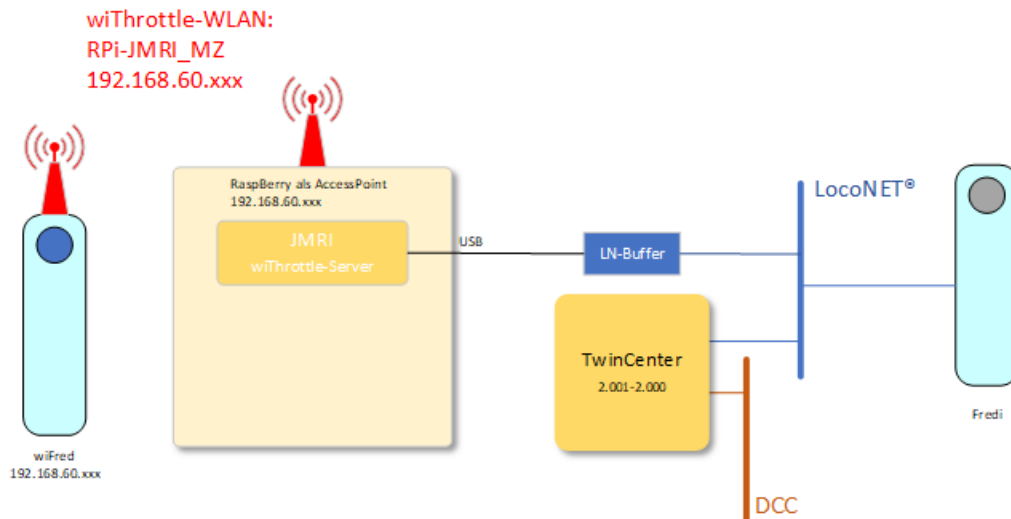 wiThrottle-WLAN:
RPi-JMRI_MZ
192.168.60.xxx
RaspBerry als AccessPoint
192.168.60.xxx
JMRI
wiThrottle-Server
USB
LN-Buffer
LocoNET®
TwinCenter
2.001-2.000
Fredi
wiFred
192.168.60.xxx
DCC